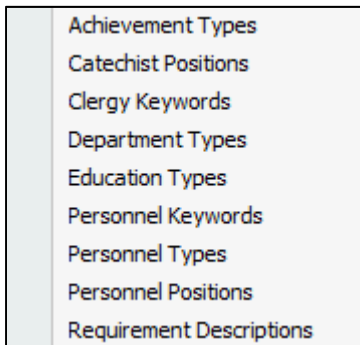 Achievement Types
Catechist Positions
Clergy Keywords
Department Types
Education Types
Personnel Keywords
Personnel Types
Personnel Positions
Requirement Descriptions